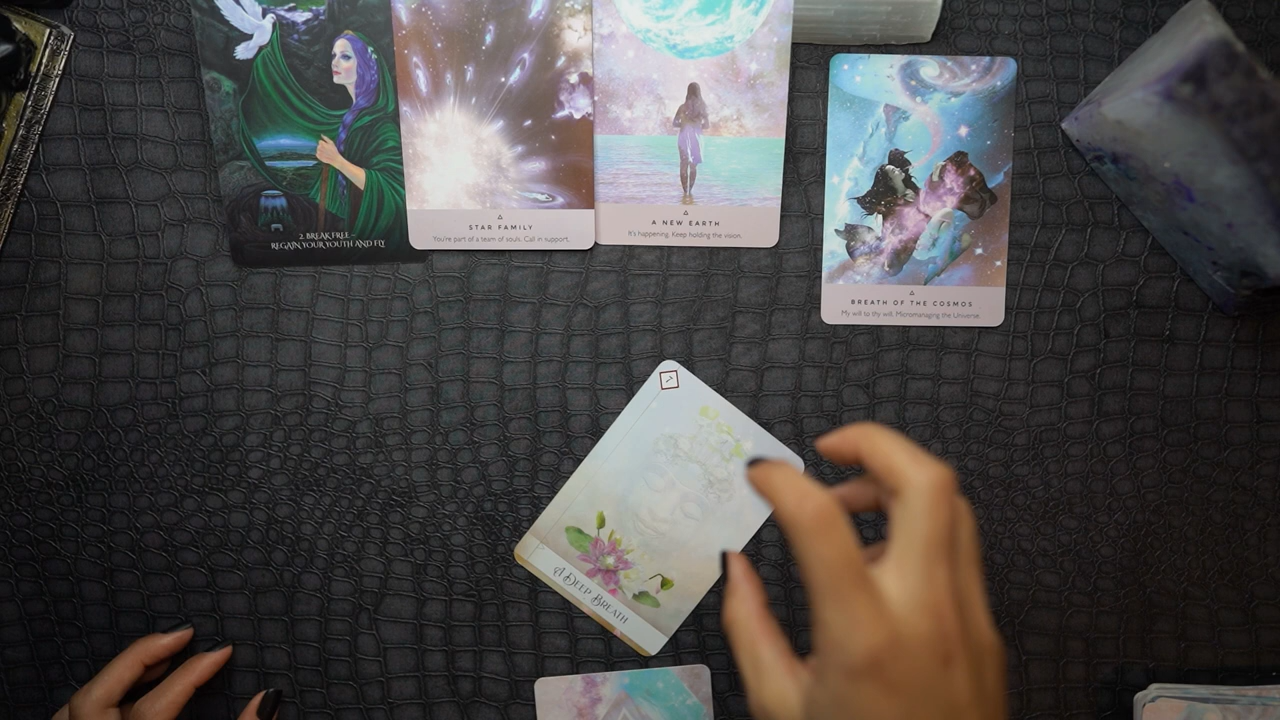 2 BREAK FREE –
REGAIN YOUR YOUTH AND FLY
STAR FAMILY
You're part of a team of souls. Call in support.
A NEW EARTH
It's happening. Keep holding the vision.
BREATH OF THE COSMOS
My will to thy will. Micromanaging the Universe.
A DEEP BREATH